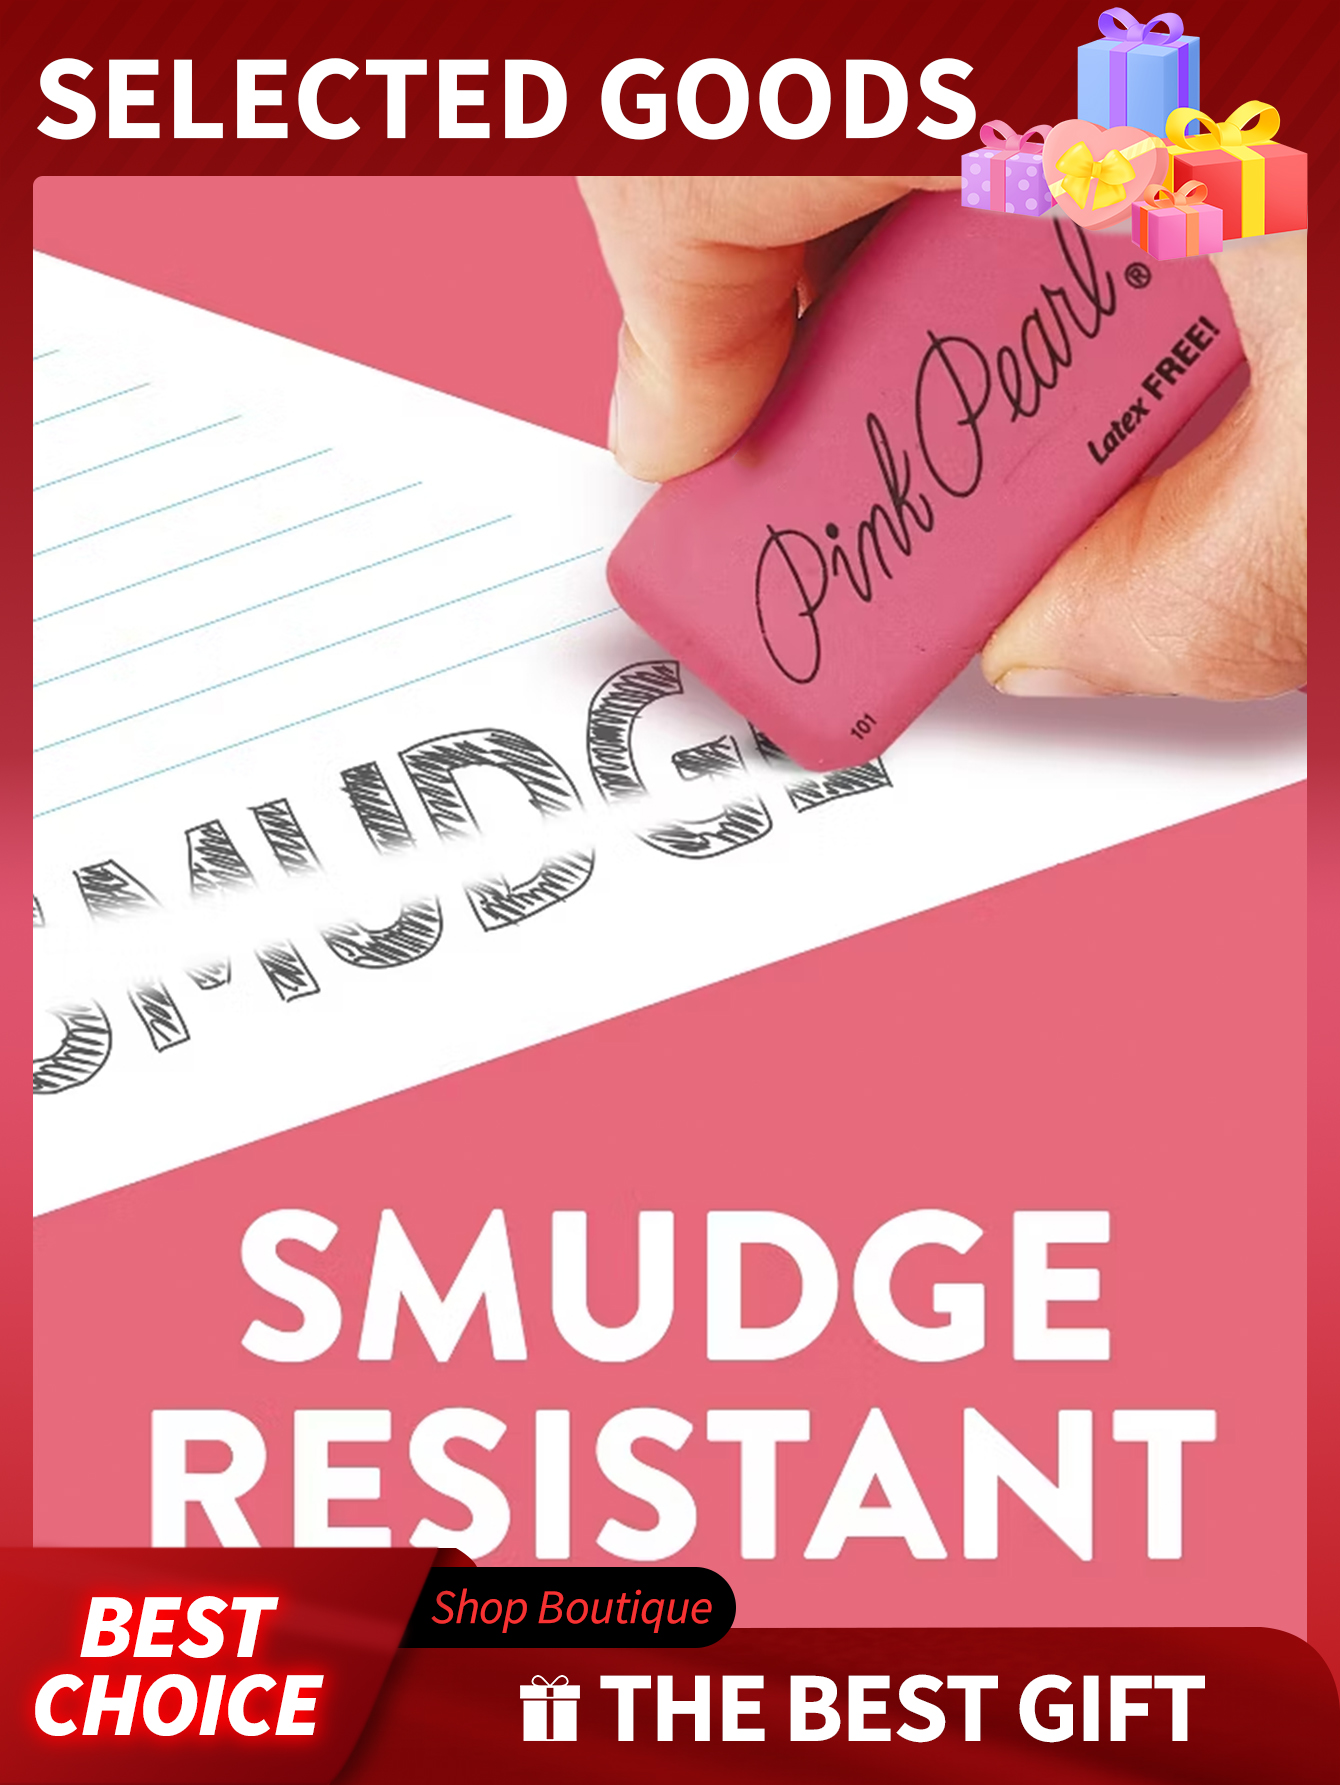 SELECTED GOODS
Pink Pearl®
Latex FREE!
101
SMUDGE
SMUDGE
RESISTANT
BEST
CHOICE
Shop Boutique
THE BEST GIFT